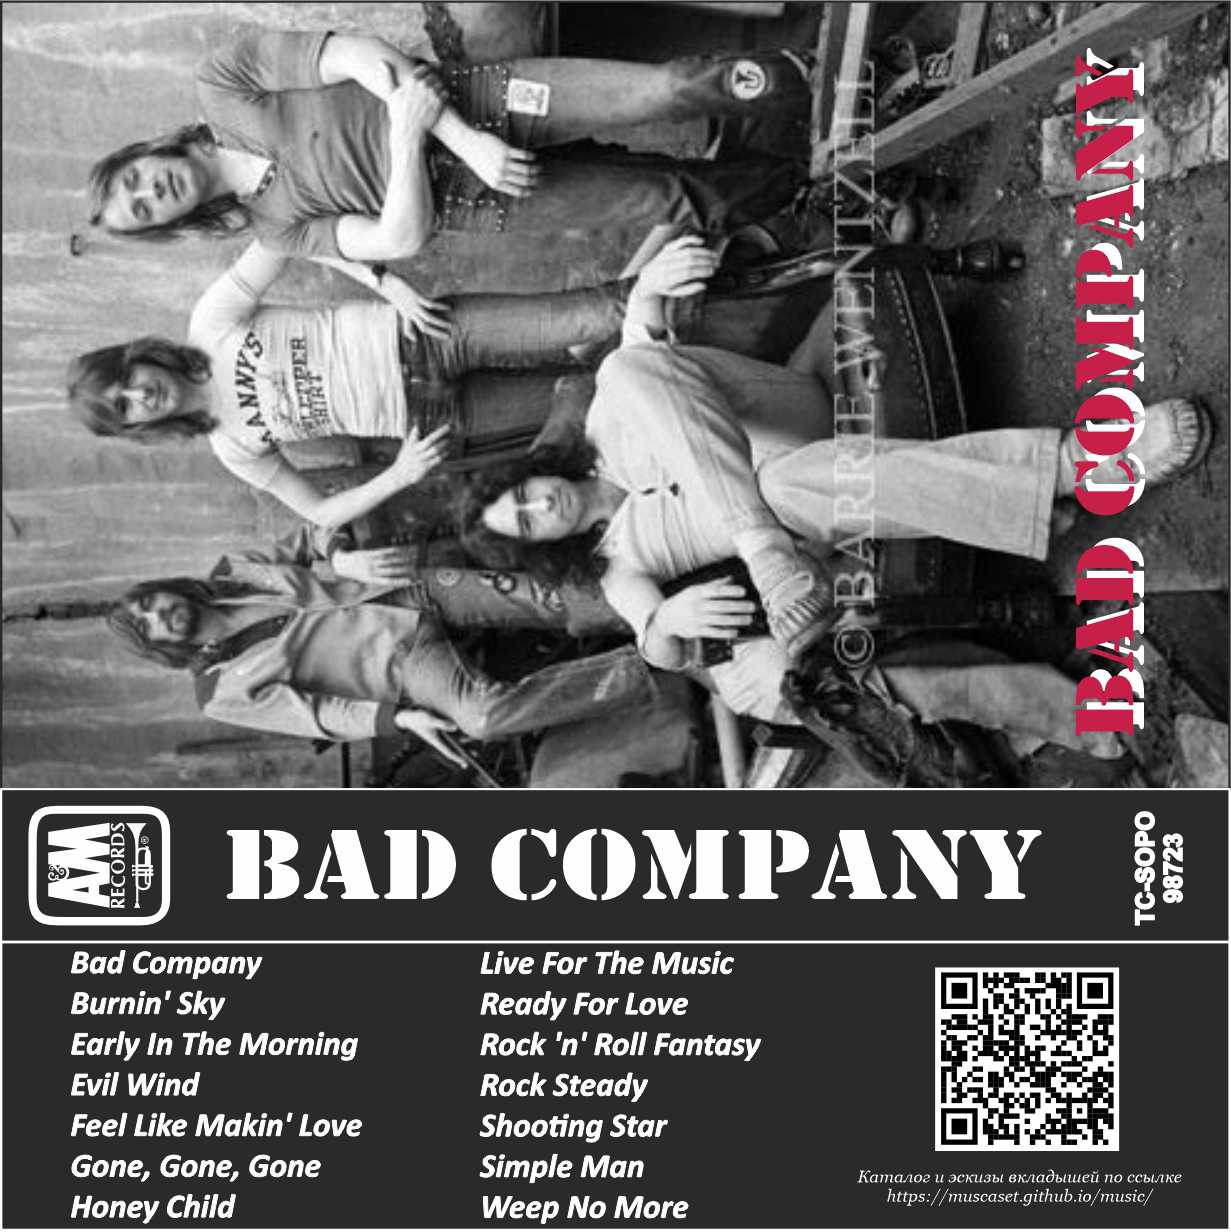 BAD COMPANY
© BARRIE WENTZELL
MANNY'S
SLEEPER
SHIRT
A&M
RECORDS
®
BAD COMPANY
TC-SOPO
98723
Bad Company
Burnin' Sky
Early In The Morning
Evil Wind
Feel Like Makin' Love
Gone, Gone, Gone
Honey Child
Live For The Music
Ready For Love
Rock 'n' Roll Fantasy
Rock Steady
Shooting Star
Simple Man
Weep No More
Каталог и эскизы вкладышей по ссылке
https://muscaset.github.io/music/